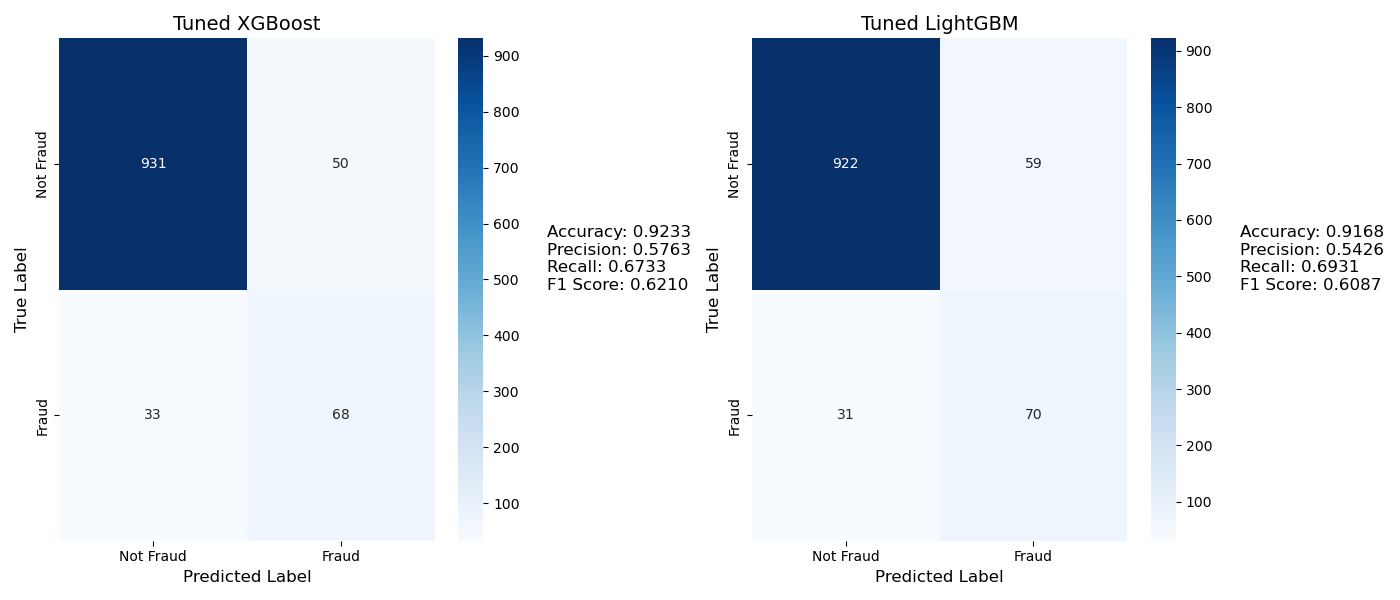 Tuned XGBoost
True Label
Not Fraud
Fraud
931
50
33
68
Not Fraud
Fraud
Predicted Label
900
800
700
600
500
400
300
200
100
Accuracy: 0.9233
Precision: 0.5763
Recall: 0.6733
F1 Score: 0.6210
Tuned LightGBM
True Label
Not Fraud
Fraud
922
59
31
70
Not Fraud
Fraud
Predicted Label
900
800
700
600
500
400
300
200
100
Accuracy: 0.9168
Precision: 0.5426
Recall: 0.6931
F1 Score: 0.6087